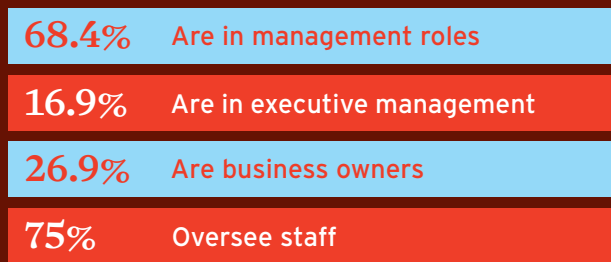 68.4% Are in management roles
16.9% Are in executive management
26.9% Are business owners
75% Oversee staff